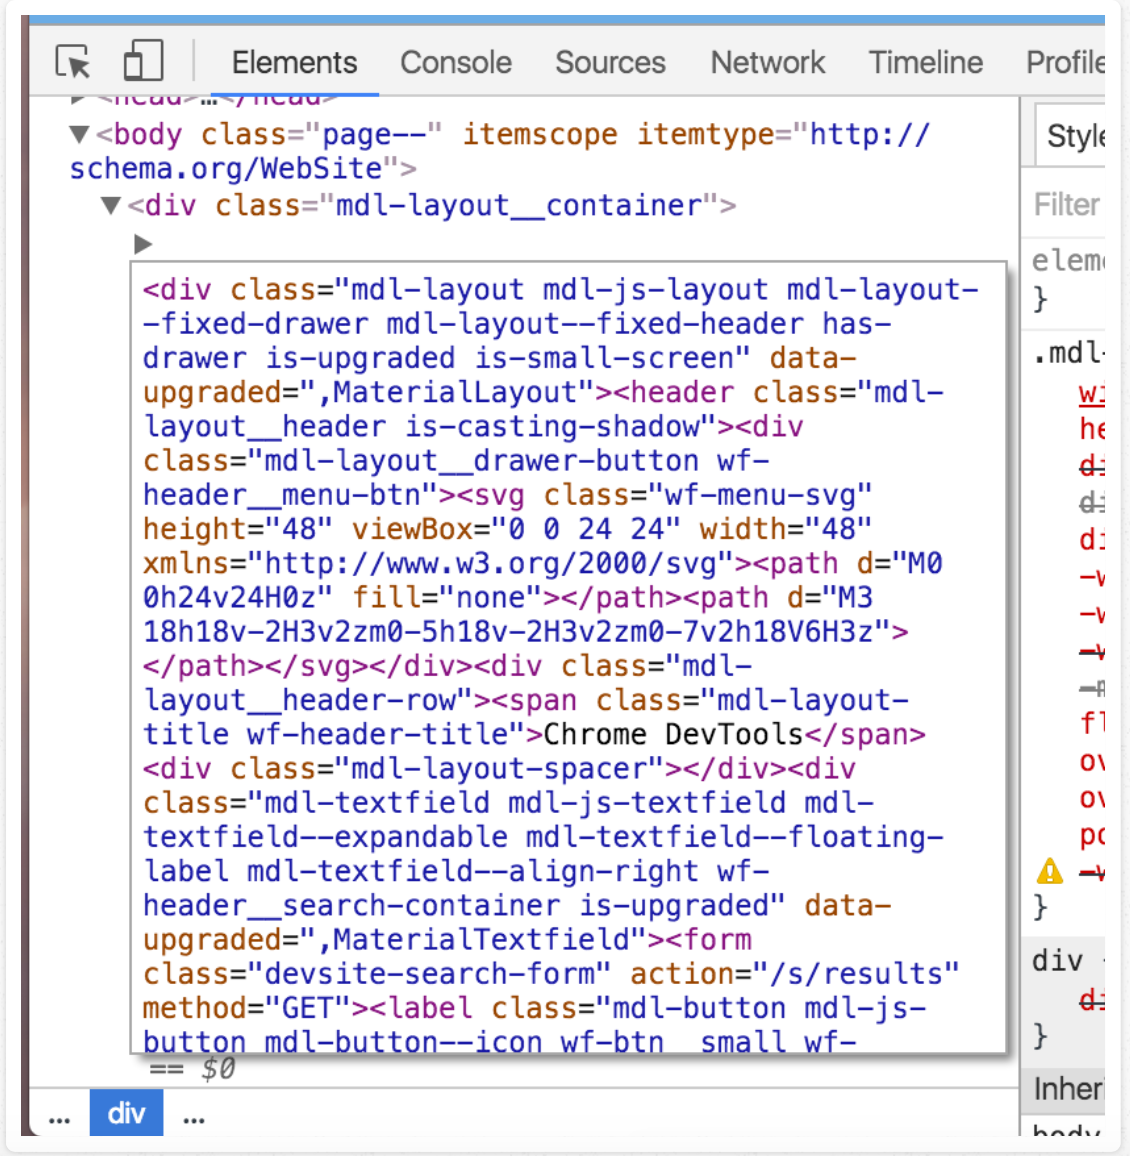 Elements Console Sources Network Timeline Profile
<head>…</head>
▼<body class="page--" itemscope itemtype="http://
schema.org/WebSite">
▼<div class="mdl-layout__container">
▶
<div class="mdl-layout mdl-js-layout mdl-layout-
-fixed-drawer mdl-layout--fixed-header has-
drawer is-upgraded is-small-screen" data-
upgraded=",MaterialLayout"><header class="mdl-
layout__header is-casting-shadow"><div
class="mdl-layout__drawer-button wf-
header__menu-btn"><svg class="wf-menu-svg"
height="48" viewBox="0 0 24 24" width="48"
xmlns="http://www.w3.org/2000/svg"><path d="M0
0h24v24H0z" fill="none"></path><path d="M3
18h18v-2H3v2zm0-5h18v-2H3v2zm0-7v2h18V6H3z">
</path></svg></div><div class="mdl-
layout__header-row"><span class="mdl-layout-
title wf-header-title">Chrome DevTools</span>
<div class="mdl-layout-spacer"></div><div
class="mdl-textfield mdl-js-textfield mdl-
textfield--expandable mdl-textfield--floating-
label mdl-textfield--align-right wf-
header__search-container is-upgraded" data-
upgraded=",MaterialTextfield"><form
class="devsite-search-form" action="/s/results"
method="GET"><label class="mdl-button mdl-js-
button mdl-button--icon wf-btn__small wf-
== $0
... div ...
Style
Filter
eleme
}
.mdl-
wi
he
di
di
di
-w
-w
fl
ov
ov
po
}
div
di
}
Inheri
body